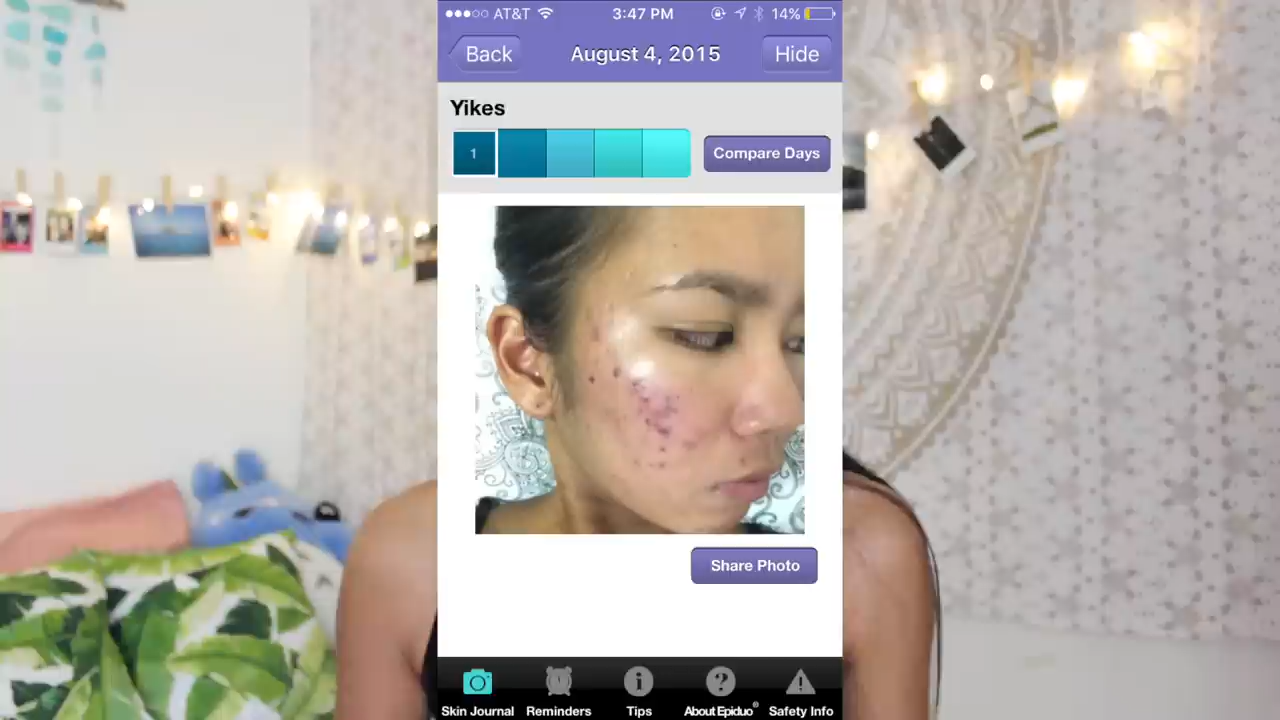 AT&T 3:47 PM 14%
Back August 4, 2015 Hide
Yikes
1 Compare Days
Share Photo
Skin Journal Reminders Tips About Epiduo® Safety Info